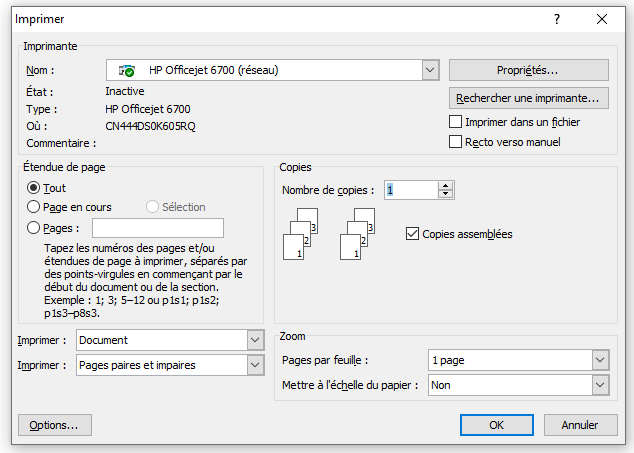 Imprimer
?
Imprimante
Nom :
HP Officejet 6700 (réseau)
Propriétés...
État :
Inactive
Type :
HP Officejet 6700
Rechercher une imprimante...
Où :
CN444DS0K605RQ
Imprimer dans un fichier
Commentaire :
Recto verso manuel
Étendue de page
Tout
Page en cours
Sélection
Pages :
Tapez les numéros des pages et/ou
étendues de page à imprimer, séparés par
des points-virgules en commençant par le
début du document ou de la section.
Exemple : 1; 3; 5–12 ou p1s1; p1s2;
p1s3–p8s3.
Copies
Nombre de copies :
1
3
2
1
3
2
1
Copies assemblées
Imprimer :
Document
Imprimer :
Pages paires et impaires
Zoom
Pages par feuille :
1 page
Mettre à l'échelle du papier :
Non
Options...
OK
Annuler